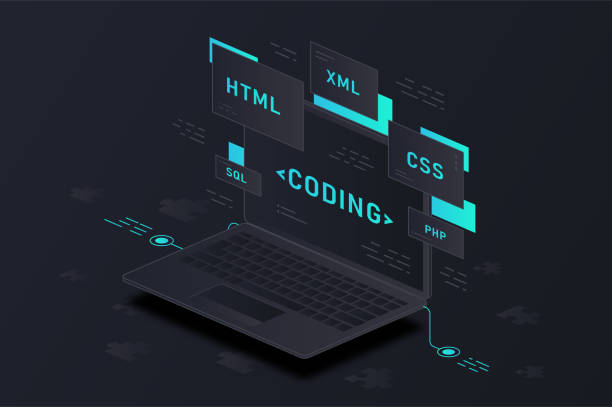 HTML
XML
CSS
SQL
<CODING>
PHP